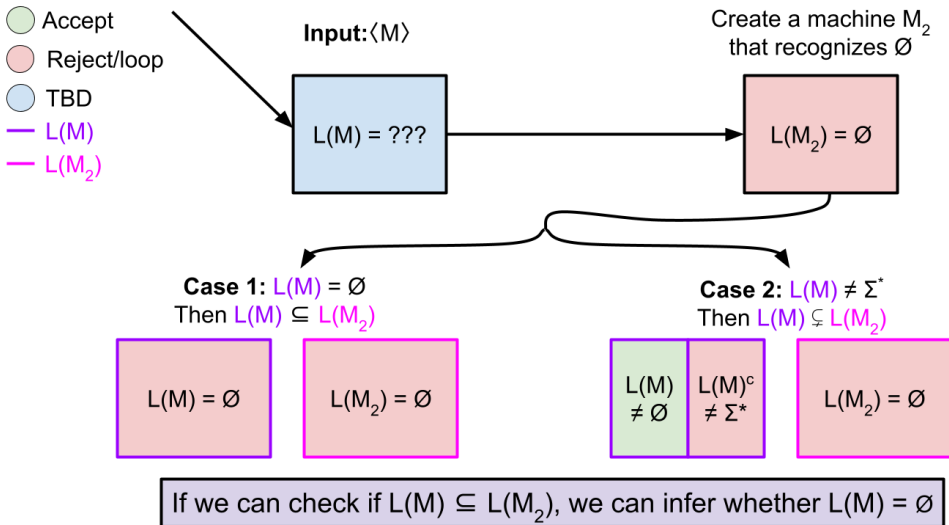 Accept
Reject/loop
TBD
L(M)
L(M₂)
Input:⟨M⟩
Create a machine M₂
that recognizes Ø
L(M) = ???
L(M₂) = Ø
Case 1: L(M) = Ø
Then L(M) ⊆ L(M₂)
L(M) = Ø
L(M₂) = Ø
Case 2: L(M) ≠ Σ*
Then L(M) ⊊ L(M₂)
L(M)
≠ Ø
L(M)ᶜ
≠ Σ*
L(M₂) = Ø
If we can check if L(M) ⊆ L(M₂), we can infer whether L(M) = Ø